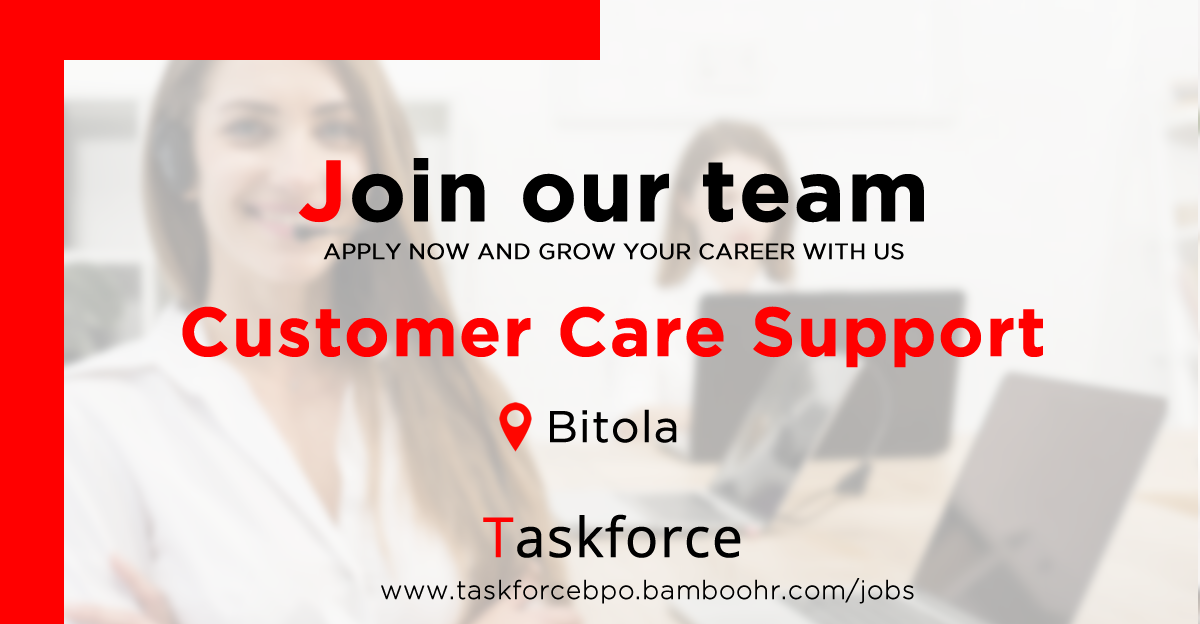 Join our team
APPLY NOW AND GROW YOUR CAREER WITH US
Customer Care Support
Bitola
Taskforce
www.taskforcebpo.bamboohr.com/jobs